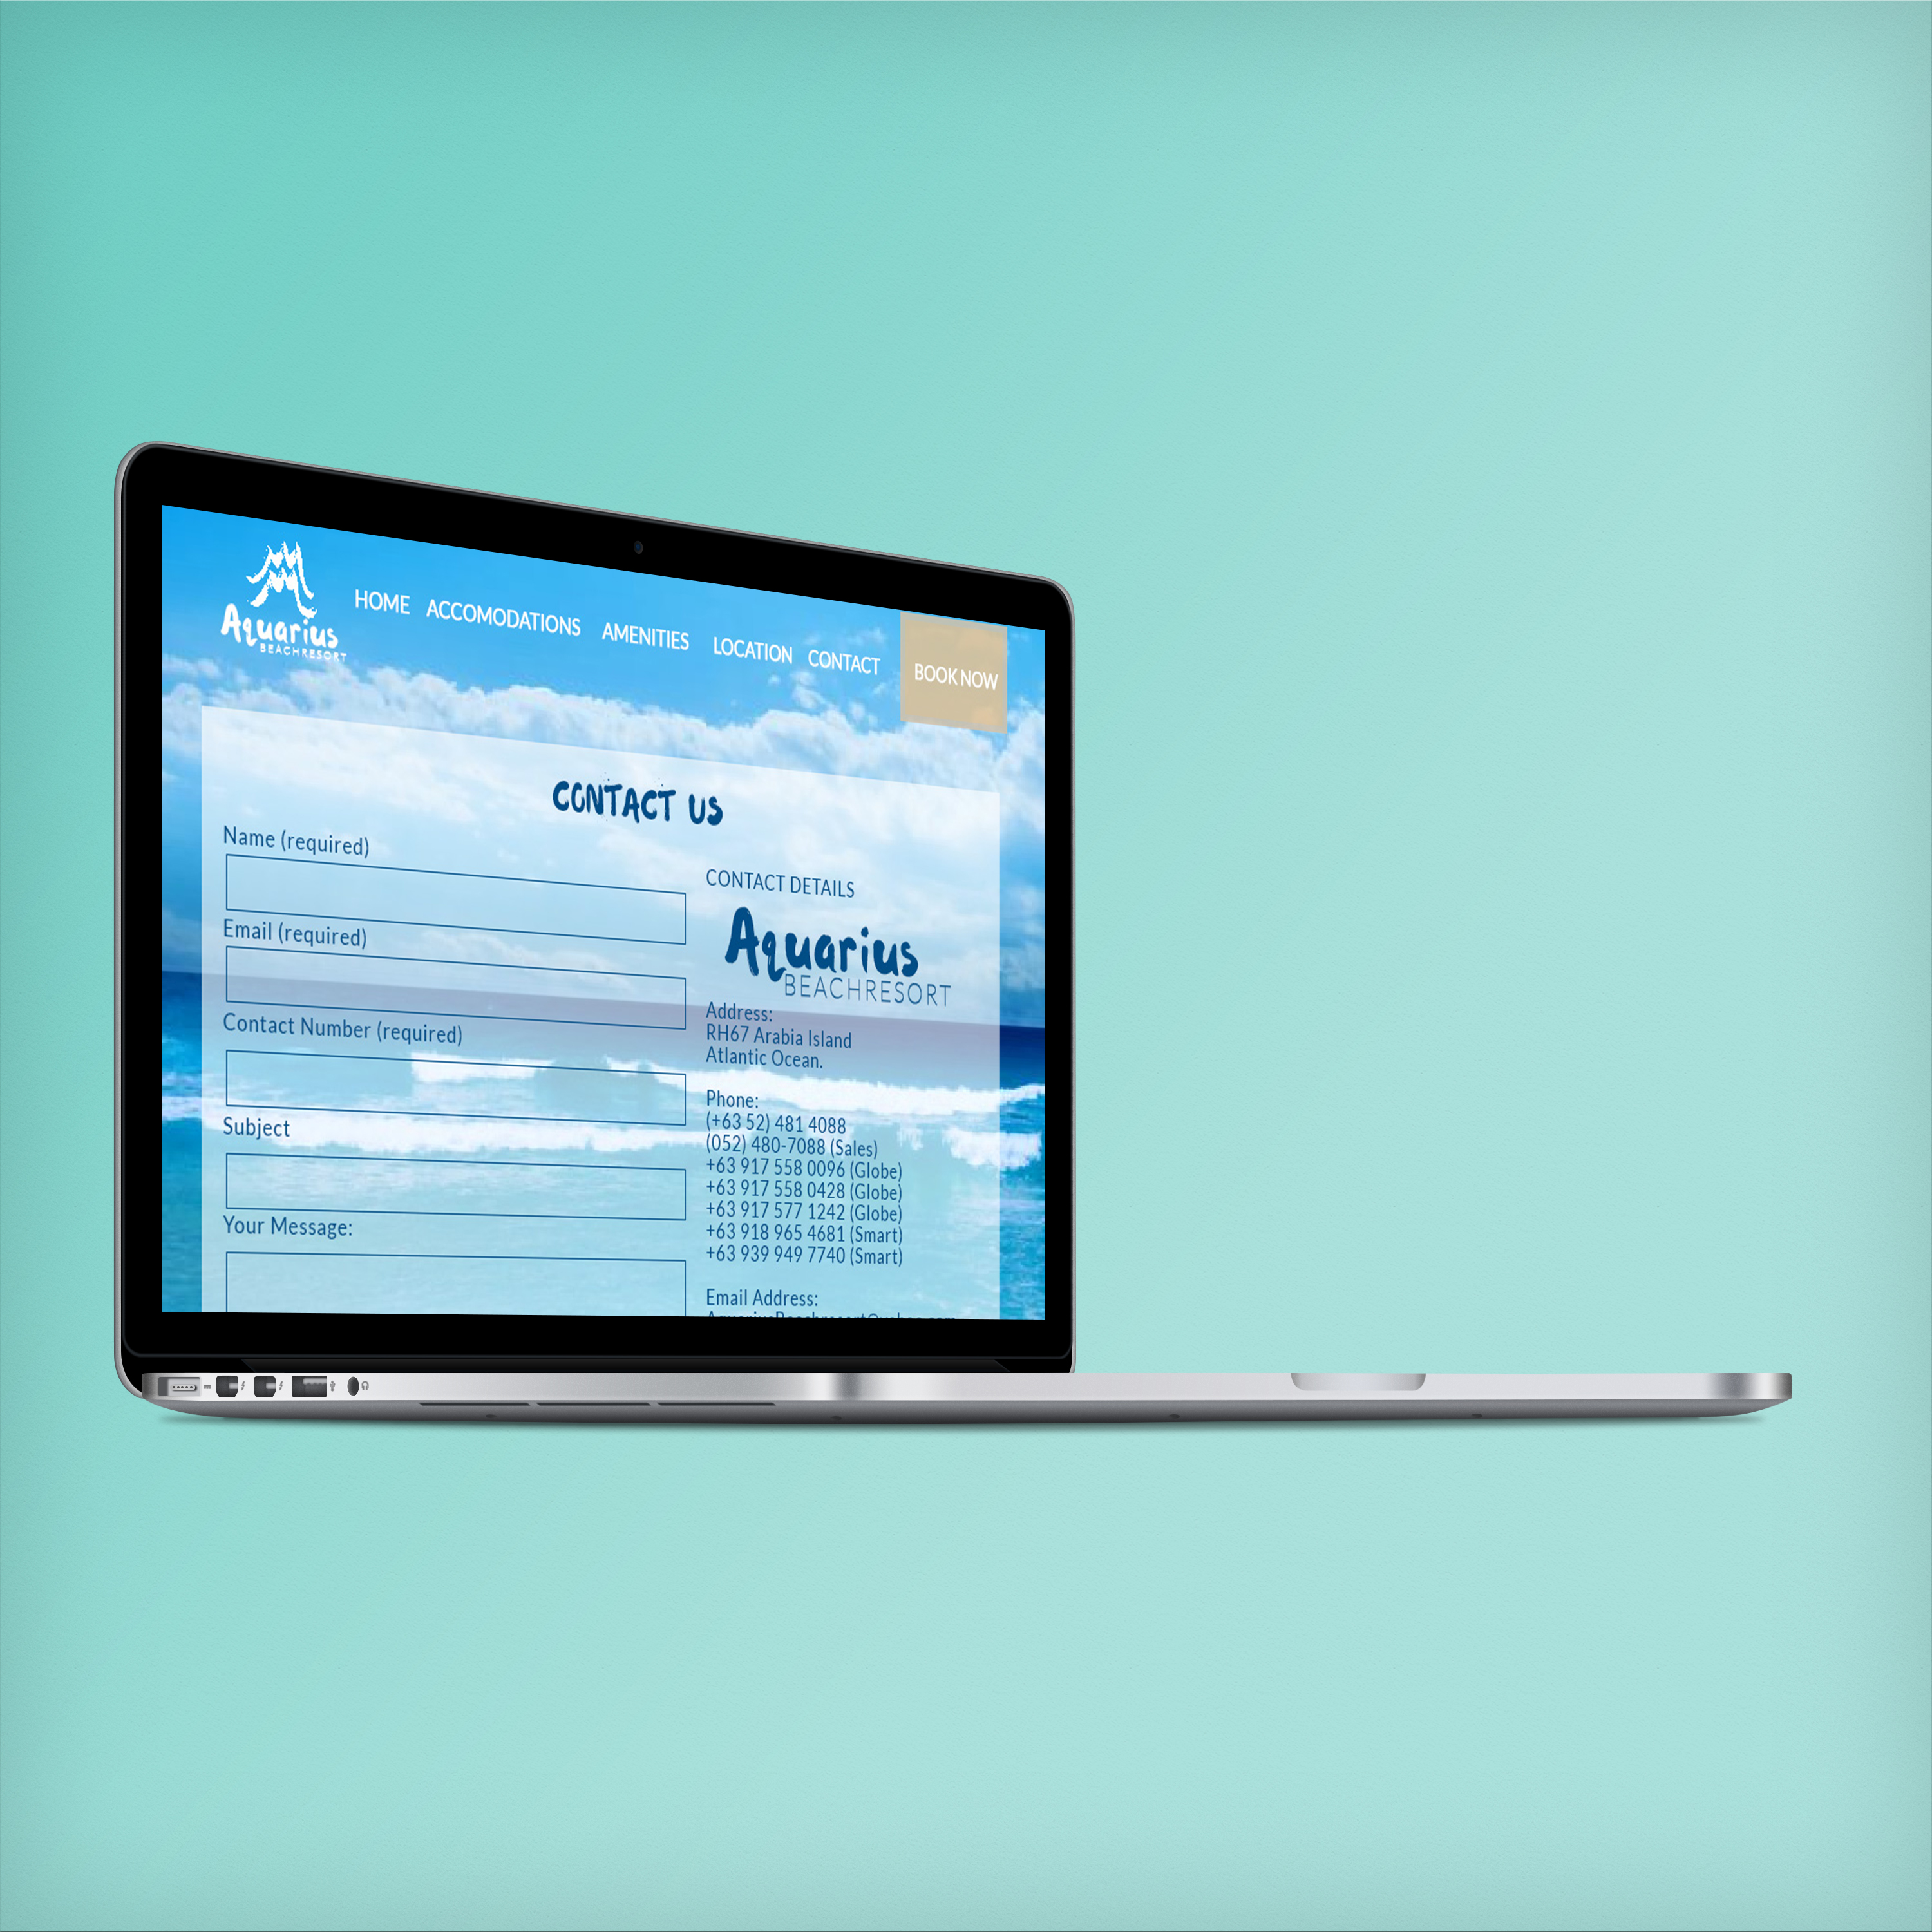 Aquarius
BEACHRESORT
HOME ACCOMODATIONS AMENITIES LOCATION CONTACT BOOK NOW
CONTACT US
Name (required)
Email (required)
Contact Number (required)
Subject
Your Message:
CONTACT DETAILS
Aquarius
BEACHRESORT
Address:
RH67 Arabia Island
Atlantic Ocean.
Phone:
(+63 52) 481 4088
(052) 480-7088 (Sales)
+63 917 558 0096 (Globe)
+63 917 558 0428 (Globe)
+63 917 577 1242 (Globe)
+63 918 965 4681 (Smart)
+63 939 949 7740 (Smart)
Email Address: